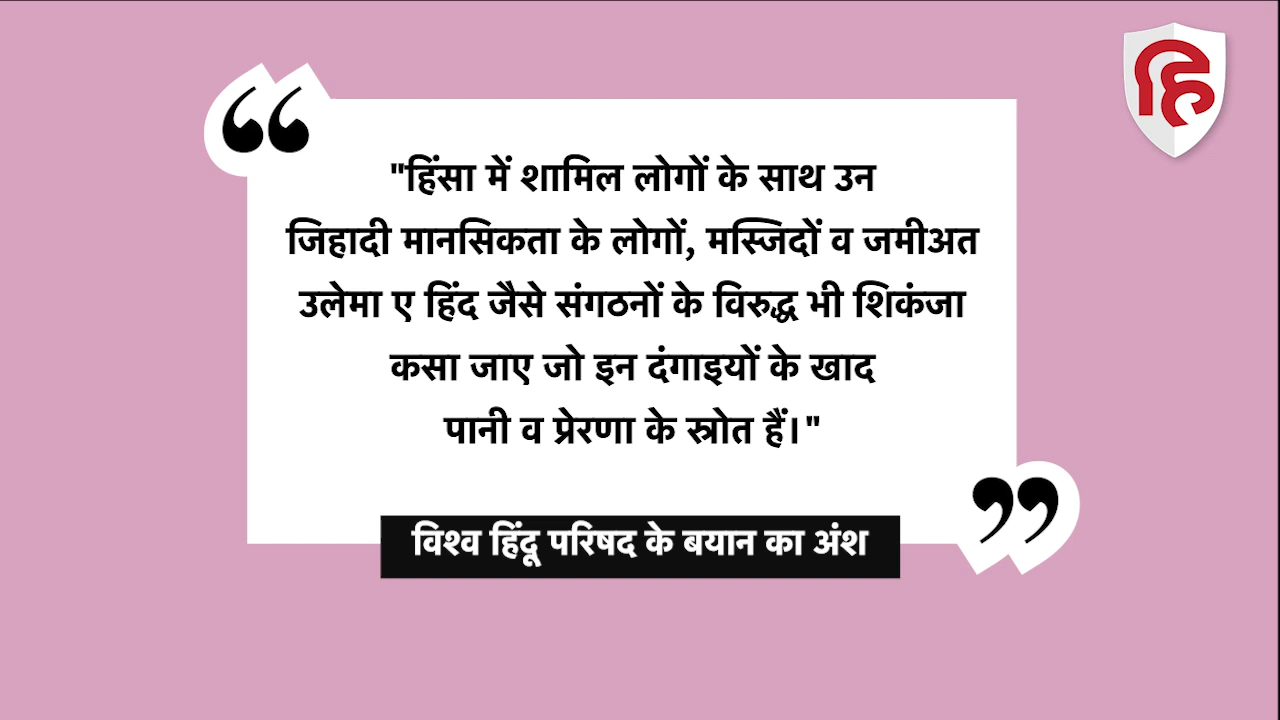 "हिंसा में शामिल लोगों के साथ उन
जिहादी मानसिकता के लोगों, मस्जिदों व जमीअत
उलेमा ए हिंद जैसे संगठनों के विरुद्ध भी शिकंजा
कसा जाए जो इन दंगाइयों के खाद
पानी व प्रेरणा के स्रोत हैं।"
विश्व हिंदू परिषद के बयान का अंश
हि